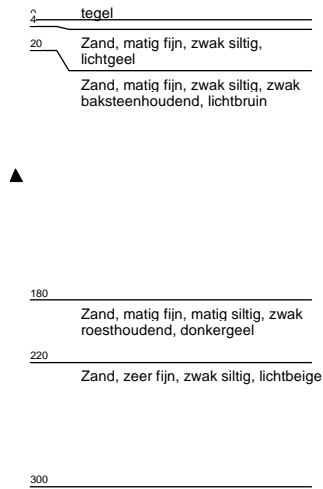 0 tegel
4
20 Zand, matig fijn, zwak siltig,
lichtgeel
Zand, matig fijn, zwak siltig, zwak
baksteenhoudend, lichtbruin
180
Zand, matig fijn, matig siltig, zwak
roesthoudend, donkergeel
220
Zand, zeer fijn, zwak siltig, lichtbeige
300